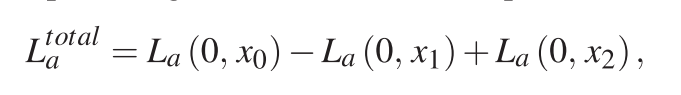 $L_a^{total} = L_a(0, x_0) - L_a(0, x_1) + L_a(0, x_2),$